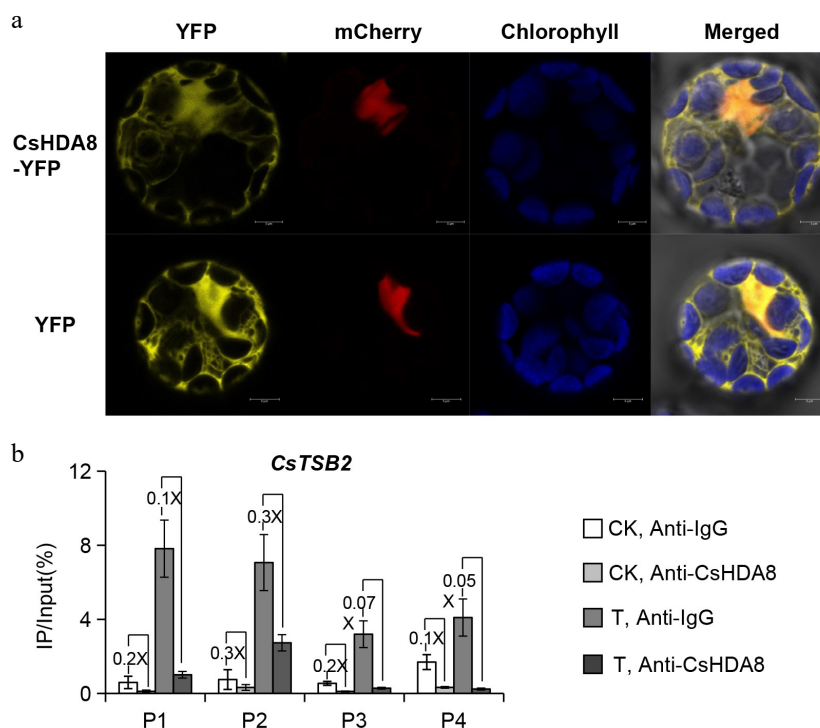 a
YFP
mCherry
Chlorophyll
Merged
CsHDA8
-YFP
YFP
b
CsTSB2
IP/Input(%)
12
8
4
0
0.2X
0.1X
0.3X
0.3X
0.2X
0.07
X
0.1X
0.05
X
P1
P2
P3
P4
CK, Anti-IgG
CK, Anti-CsHDA8
T, Anti-IgG
T, Anti-CsHDA8